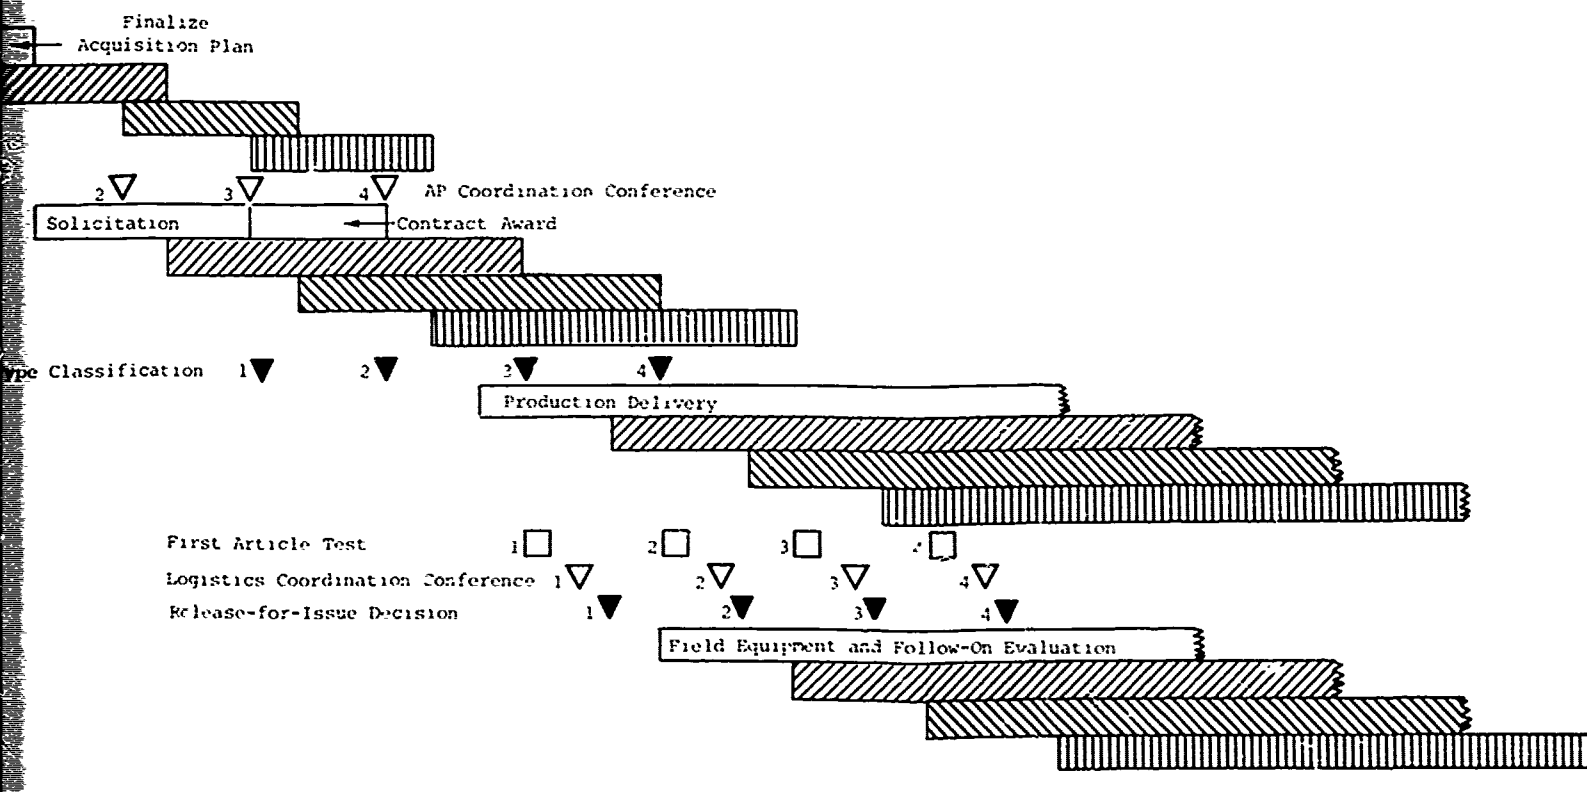 Finalize
Acquisition Plan
2 3 4 AP Coordination Conference
Solicitation Contract Award
ype Classification 1 2 3 4
Production Delivery
First Article Test 1 2 3
Logistics Coordination Conference 1 2 3 4
Release-for-Issue Decision 1 2 3 4
Field Equipment and Follow-On Evaluation